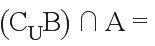 (C_U B) ∩ A =